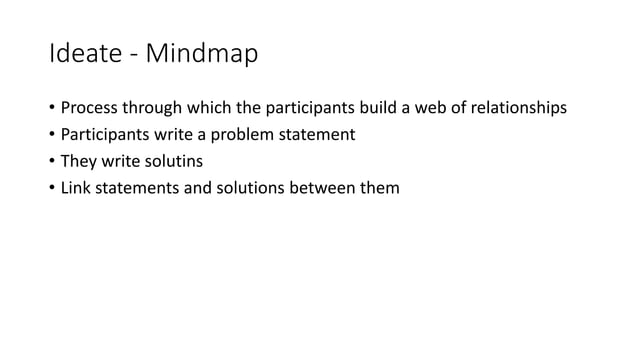 Ideate - Mindmap
• Process through which the participants build a web of relationships
• Participants write a problem statement
• They write solutins
• Link statements and solutions between them